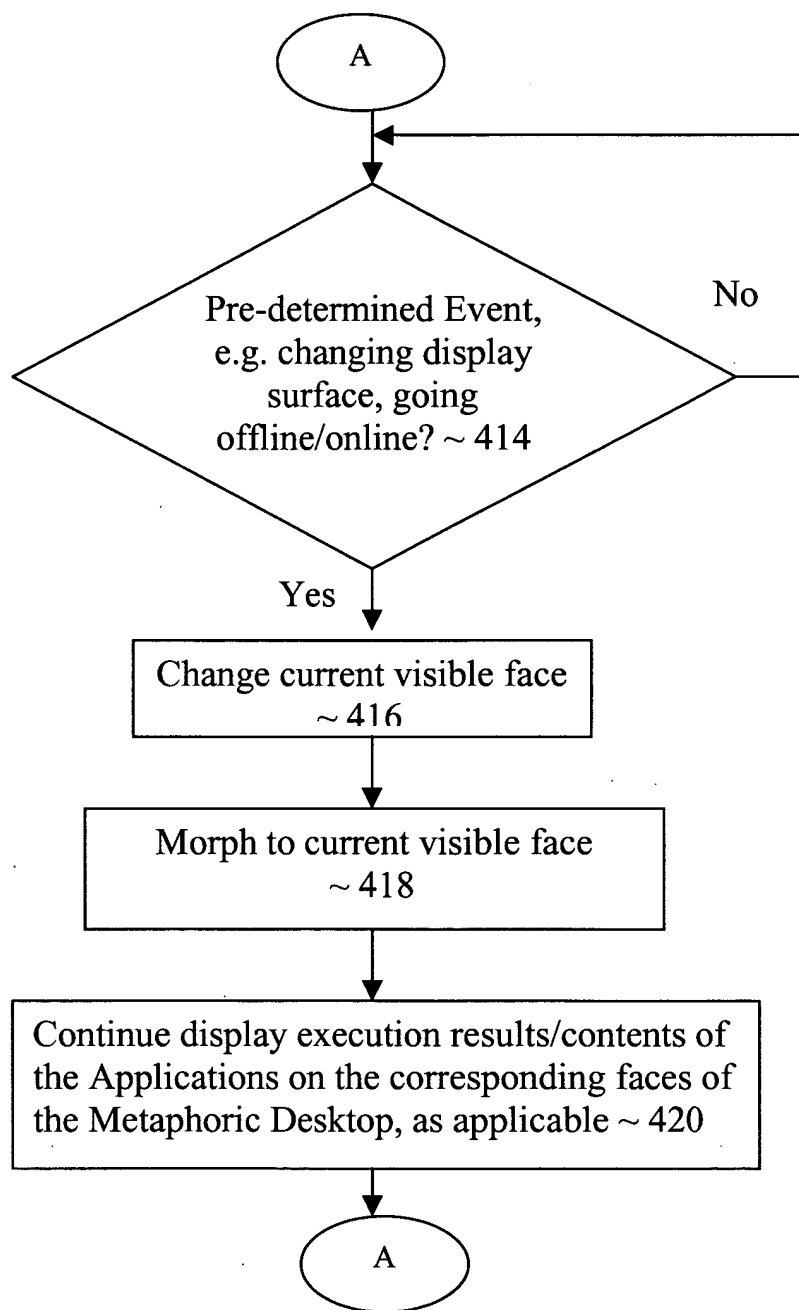 A
Pre-determined Event,
e.g. changing display
surface, going
offline/online? ~ 414
No
Yes
Change current visible face
~ 416
Morph to current visible face
~ 418
Continue display execution results/contents of
the Applications on the corresponding faces of
the Metaphoric Desktop, as applicable ~ 420
A